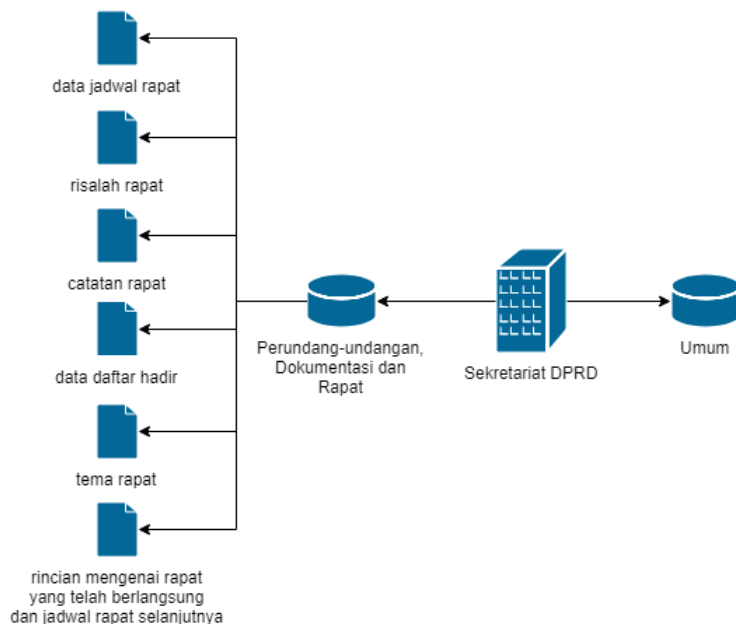 data jadwal rapat
risalah rapat
catatan rapat
data daftar hadir
tema rapat
rincian mengenai rapat
yang telah berlangsung
dan jadwal rapat selanjutnya
Perundang-undangan,
Dokumentasi dan
Rapat
Sekretariat DPRD
Umum